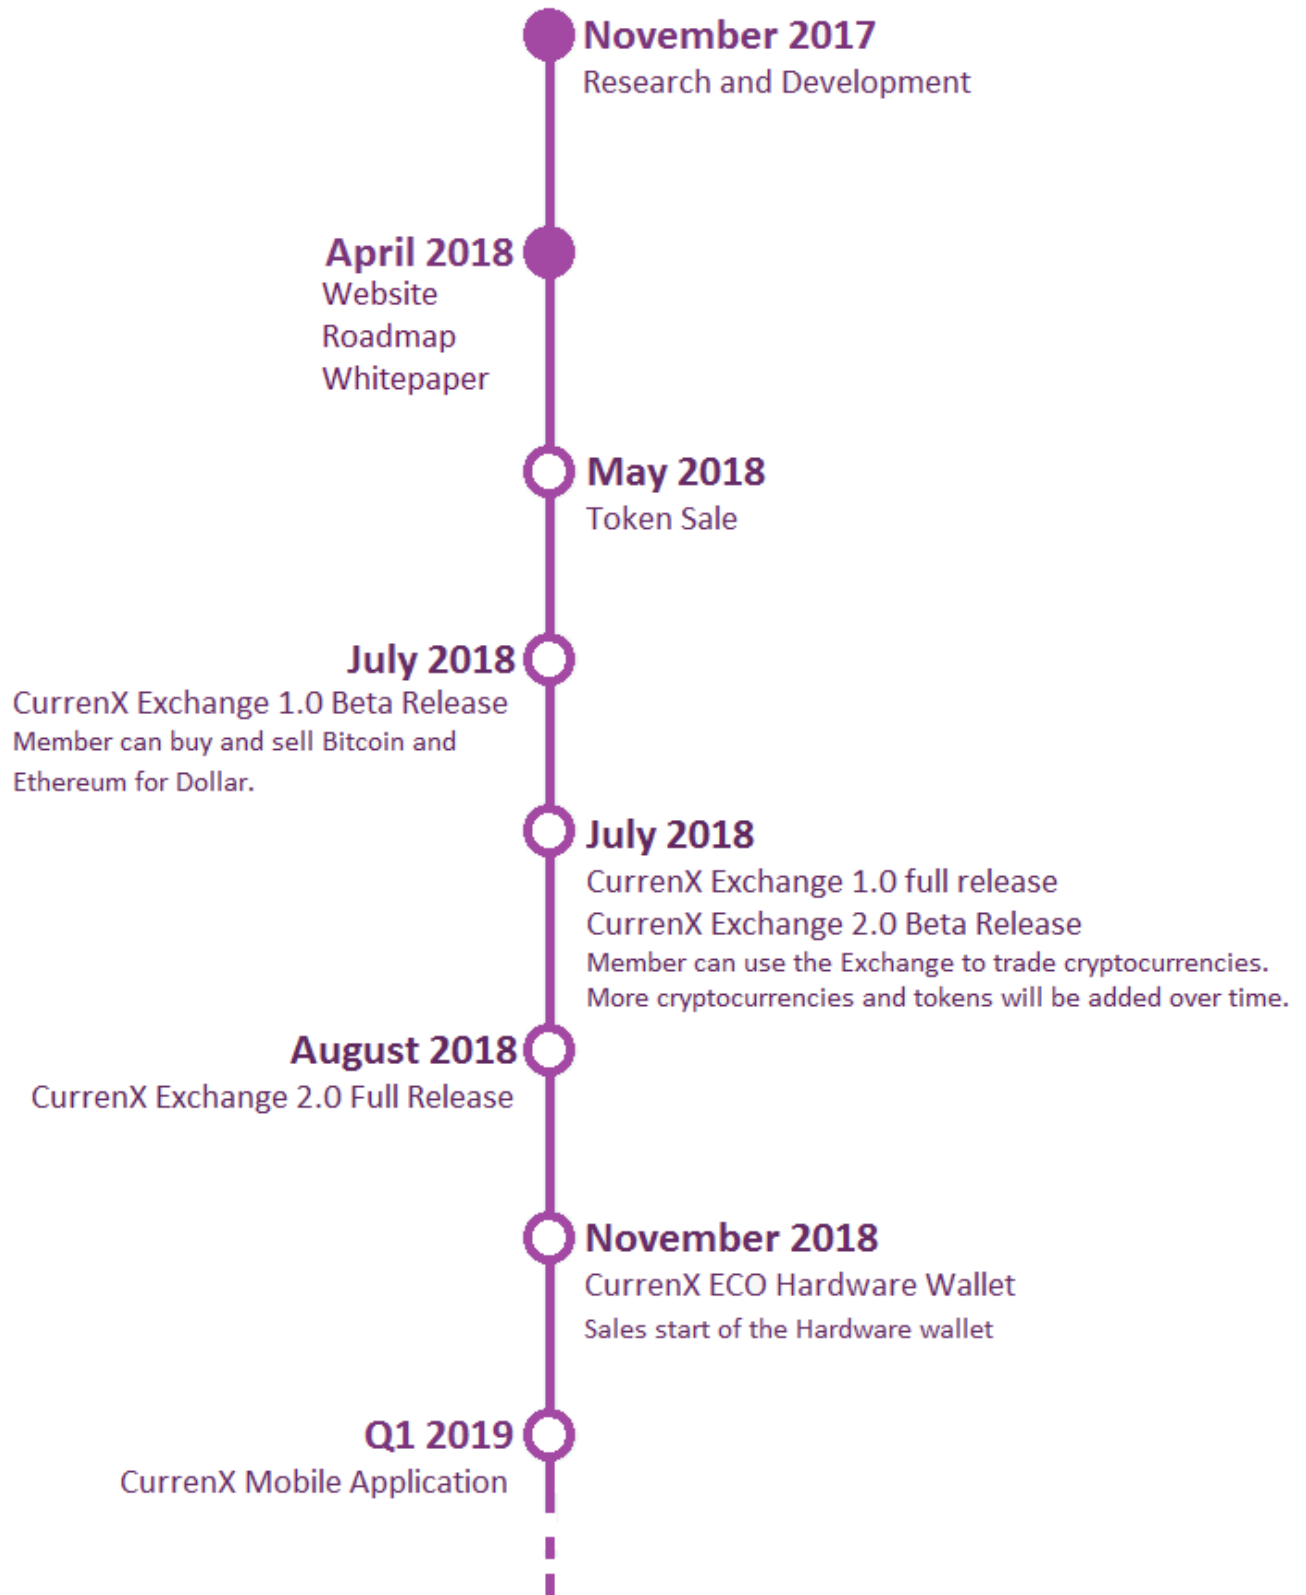 November 2017
Research and Development
April 2018
Website
Roadmap
Whitepaper
May 2018
Token Sale
July 2018
CurrenX Exchange 1.0 Beta Release
Member can buy and sell Bitcoin and
Ethereum for Dollar.
July 2018
CurrenX Exchange 1.0 full release
CurrenX Exchange 2.0 Beta Release
Member can use the Exchange to trade cryptocurrencies.
More cryptocurrencies and tokens will be added over time.
August 2018
CurrenX Exchange 2.0 Full Release
November 2018
CurrenX ECO Hardware Wallet
Sales start of the Hardware wallet
Q1 2019
CurrenX Mobile Application